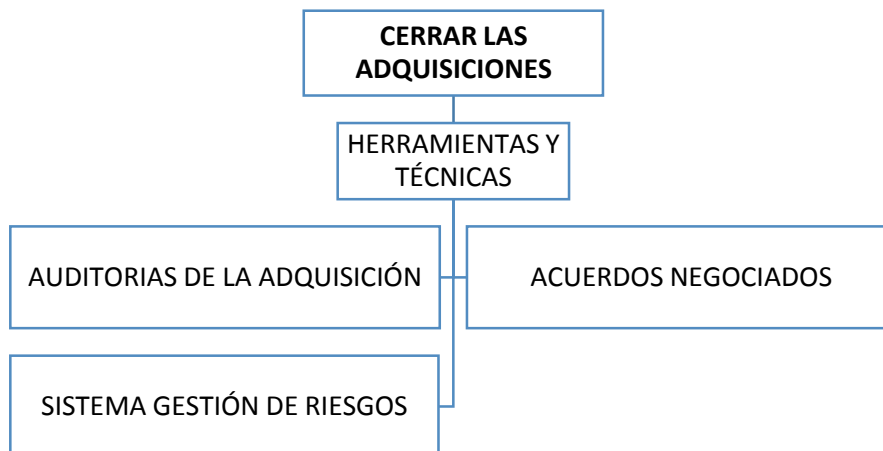 CERRAR LAS
ADQUISICIONES
HERRAMIENTAS Y
TÉCNICAS
AUDITORIAS DE LA ADQUISICIÓN
ACUERDOS NEGOCIADOS
SISTEMA GESTIÓN DE RIESGOS